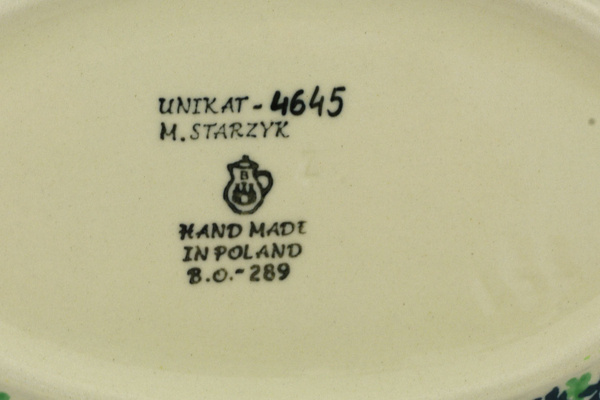 UNIKAT-4645
M. STARZYK
B
HAND MADE
IN POLAND
B.O.-289